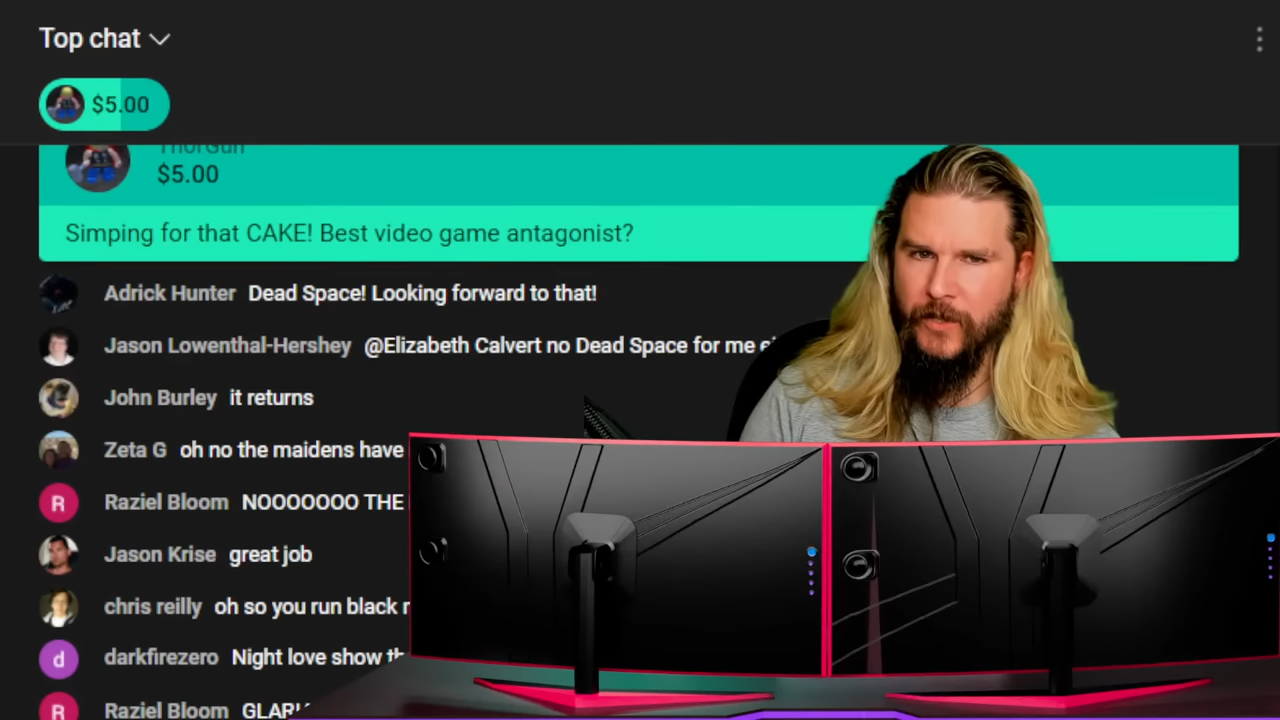 Top chat
$5.00
ThorGun
$5.00
Simping for that CAKE! Best video game antagonist?
Adrick Hunter Dead Space! Looking forward to that!
Jason Lowenthal-Hershey @Elizabeth Calvert no Dead Space for me
John Burley it returns
Zeta G oh no the maidens have
R Raziel Bloom NOOOOOOO THE
Jason Krise great job
chris reilly oh so you run black
d darkfirezero Night love show
R Raziel Bloom